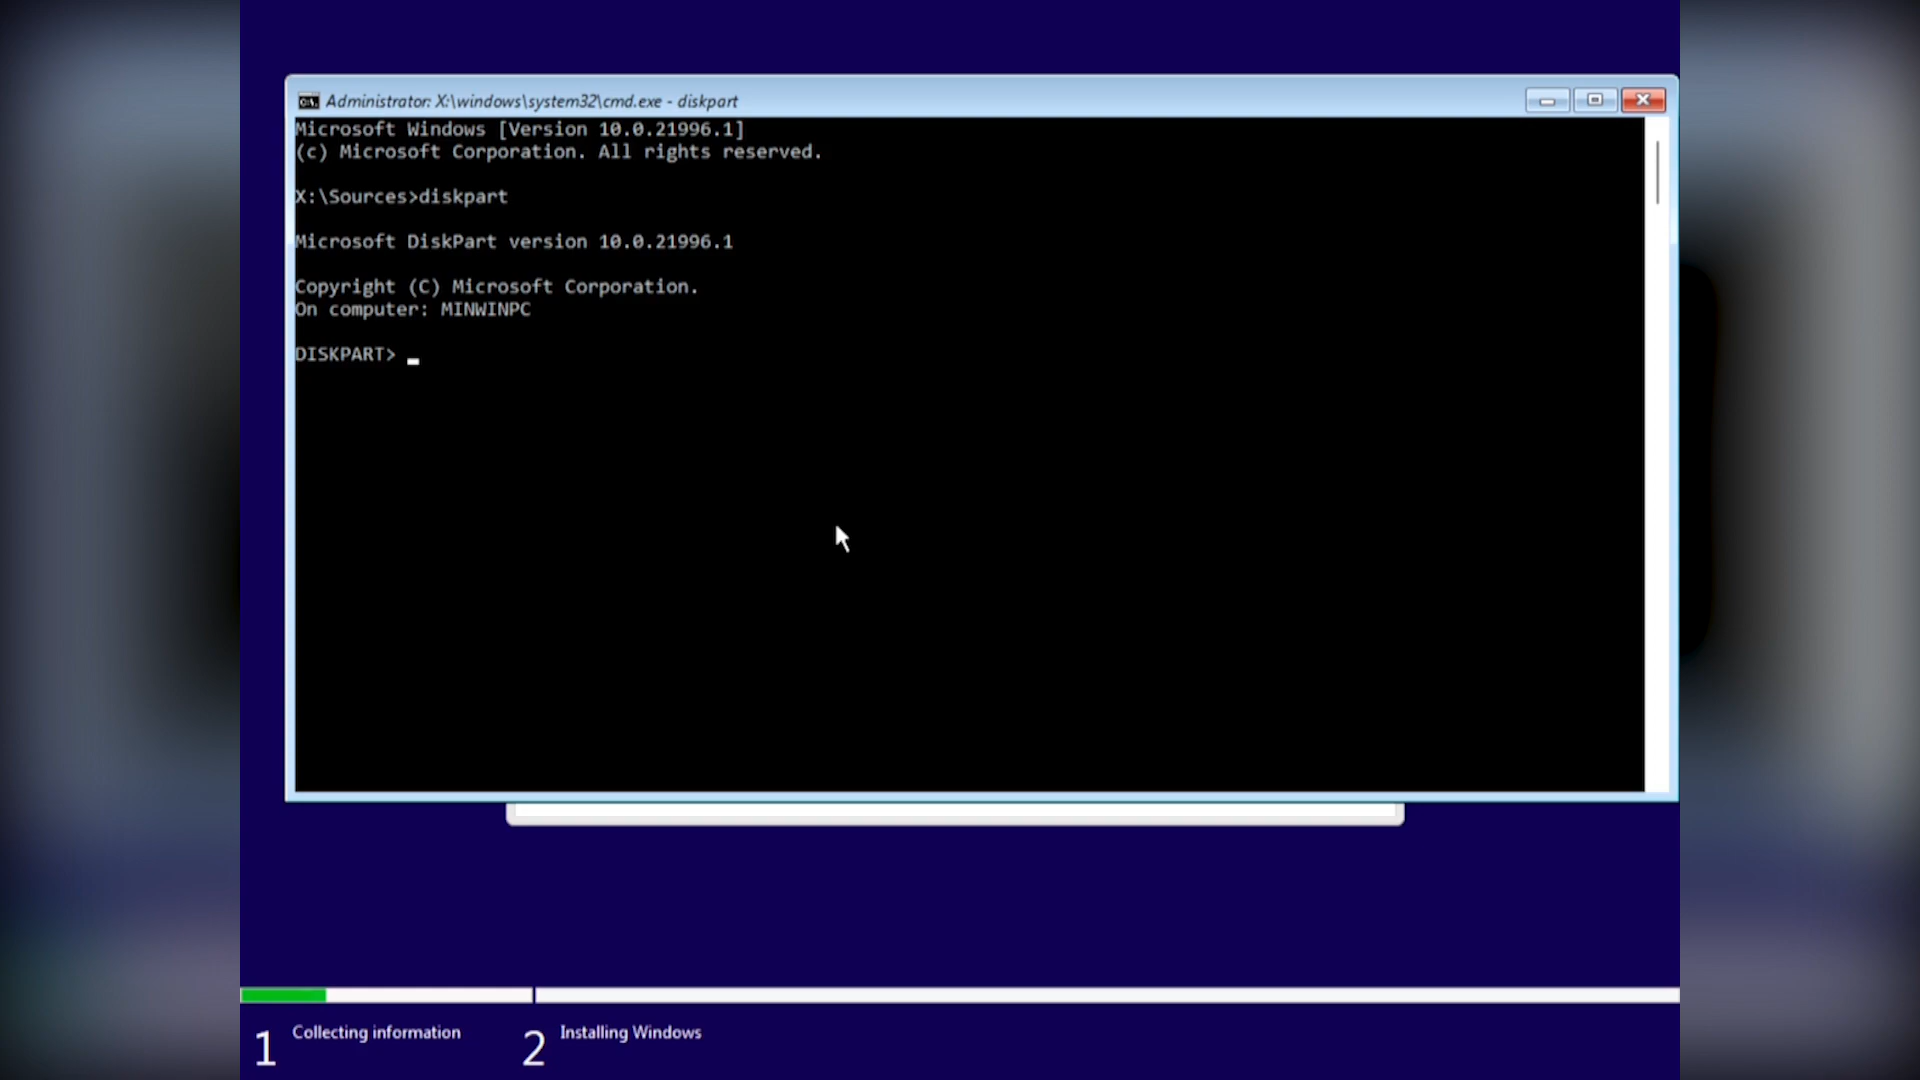 Administrator: X:\windows\system32\cmd.exe - diskpart
Microsoft Windows [Version 10.0.21996.1]
(c) Microsoft Corporation. All rights reserved.
X:\Sources>diskpart
Microsoft DiskPart version 10.0.21996.1
Copyright (C) Microsoft Corporation.
On computer: MINWINPC
DISKPART>
1 Collecting information
2 Installing Windows